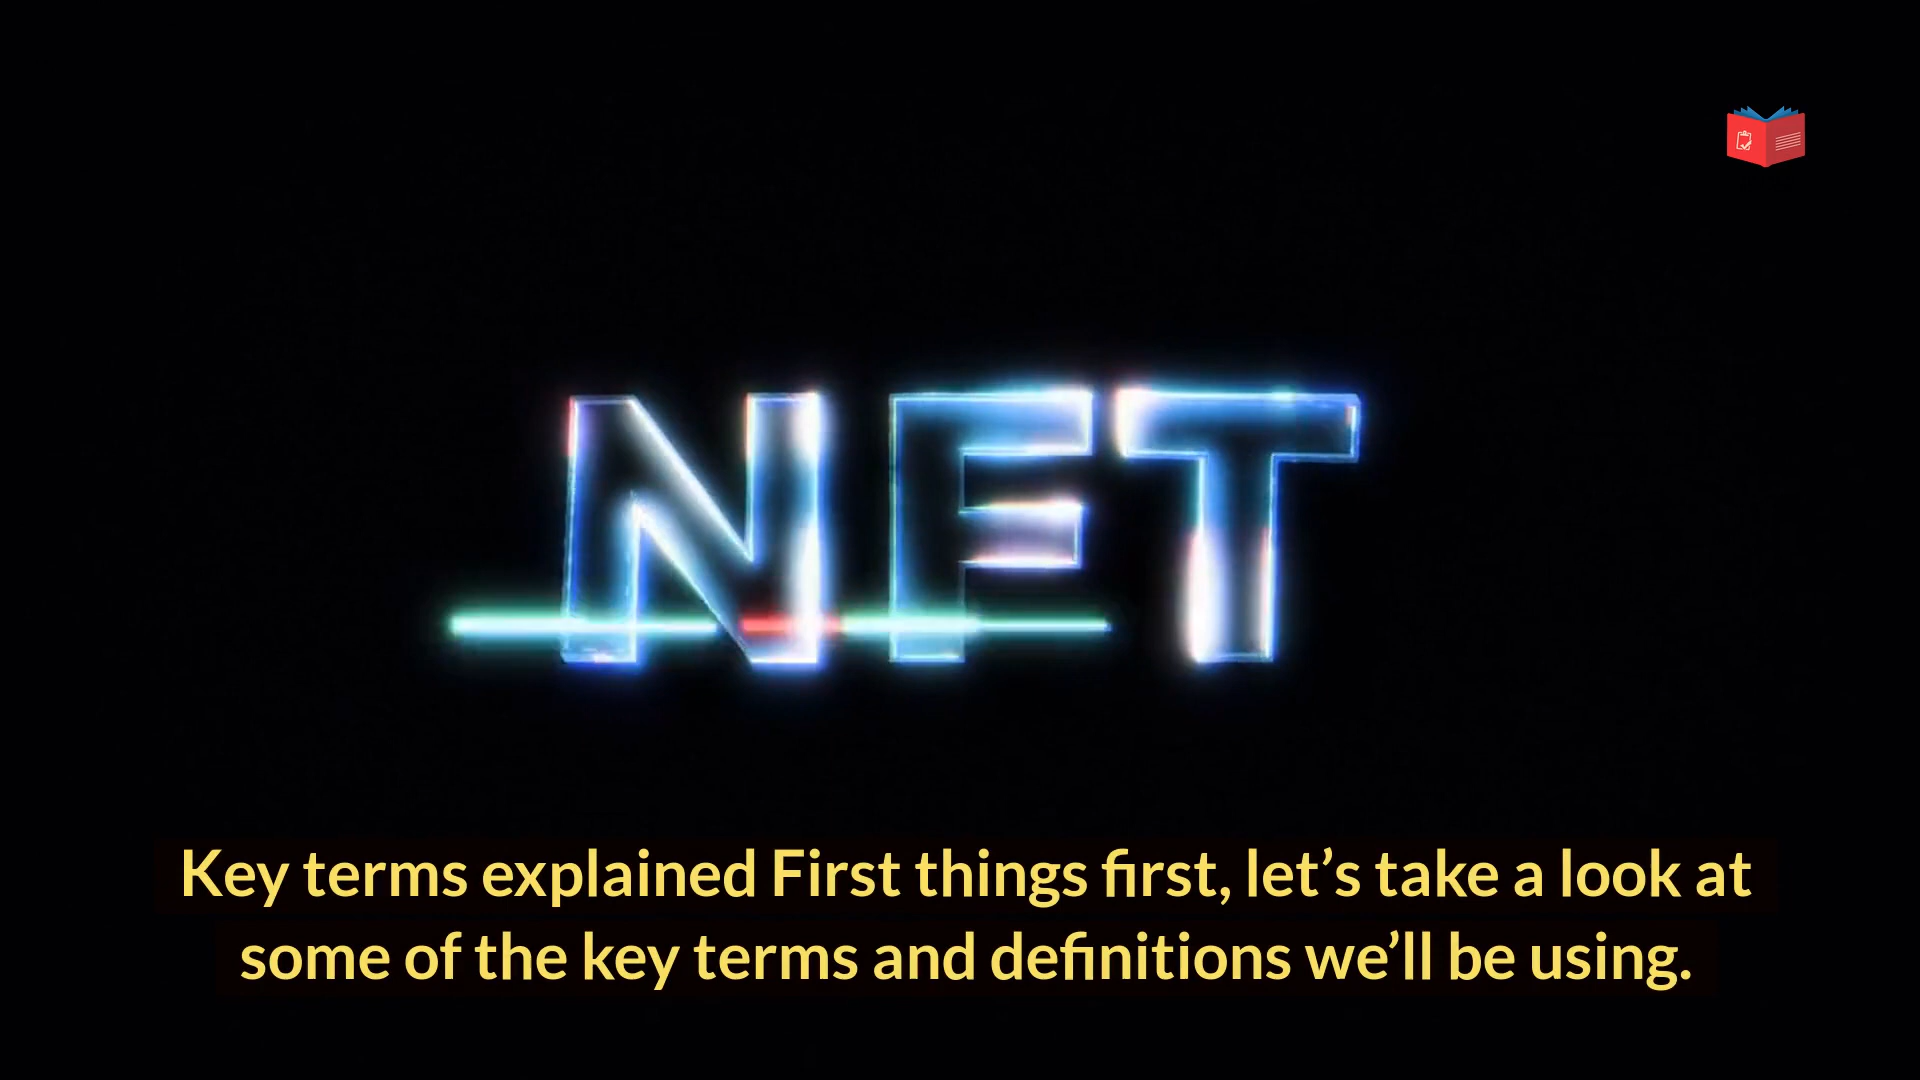 NFT
Key terms explained First things first, let’s take a look at
some of the key terms and definitions we’ll be using.